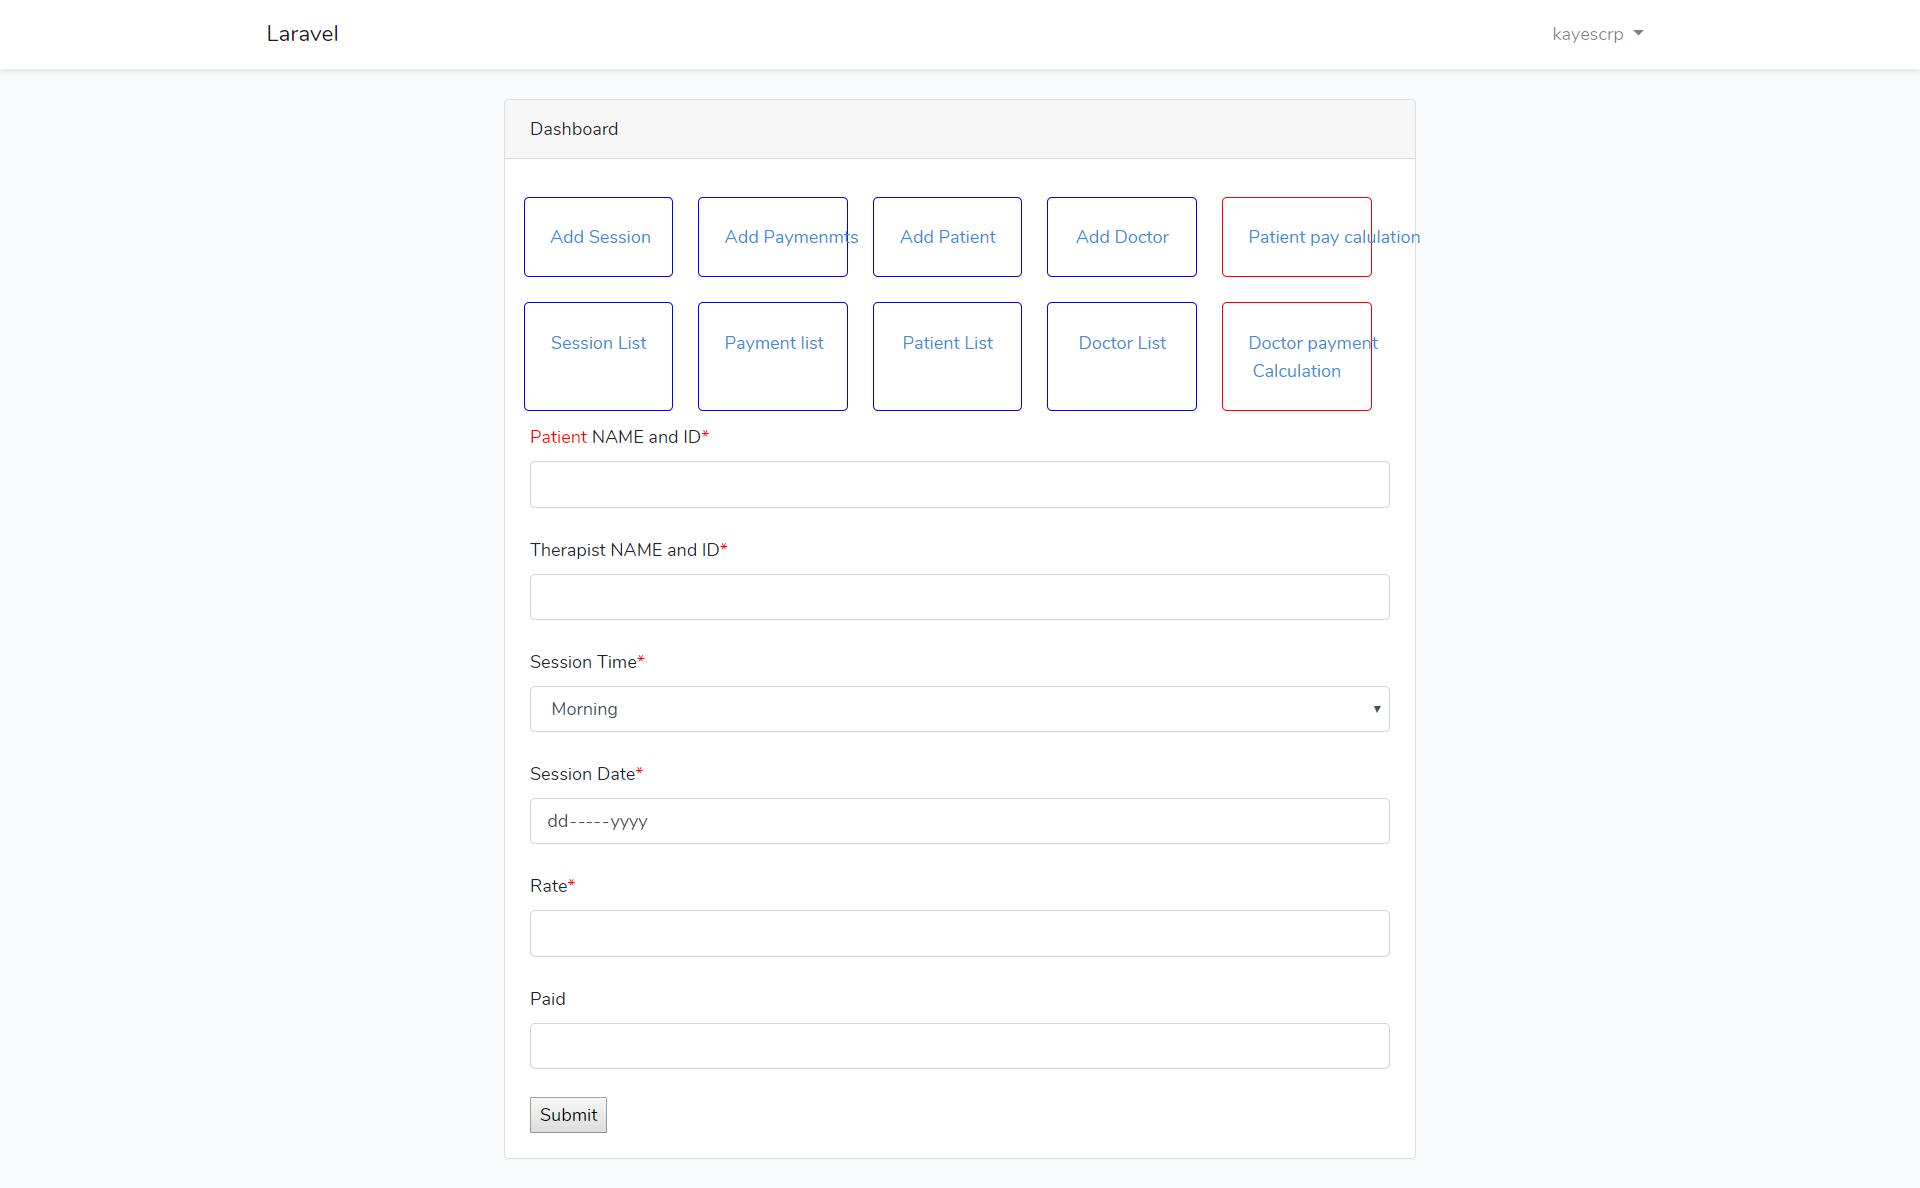 Laravel
kayescrp
Dashboard
Add Session
Add Paymenmts
Add Patient
Add Doctor
Patient pay calulation
Session List
Payment list
Patient List
Doctor List
Doctor payment
Calculation
Patient NAME and ID*
Therapist NAME and ID*
Session Time*
Morning
Session Date*
dd-----yyyy
Rate*
Paid
Submit